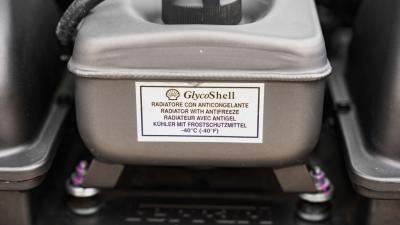 GlycoShell
RADIATORE CON ANTICONGELANTE
RADIATOR WITH ANTIFREEZE
RADIATEUR AVEC ANTIGEL
KÜHLER MIT FROSTSCHUTZMITTEL
-40°C (-40°F)